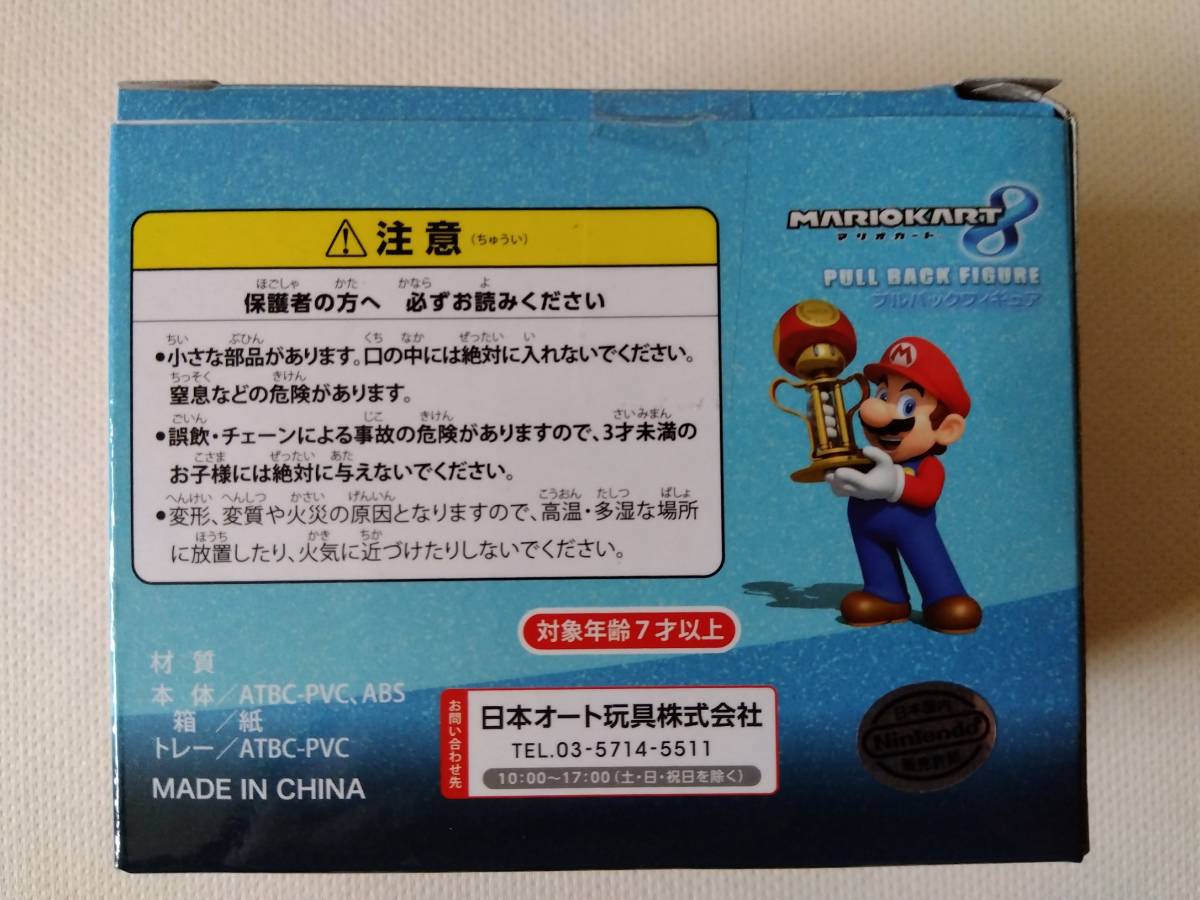 注意（ちゅうい）
ほごしゃ かた かなら よ
保護者の方へ 必ずお読みください
ちい ぶひん くち なか ぜったい い
•小さな部品があります。口の中には絶対に入れないでください。
ちっそく きけん
窒息などの危険があります。
ごいん じこ きけん さいみまん
•誤飲・チェーンによる事故の危険がありますので、3才未満の
こさま ぜったい あた
お子様には絶対に与えないでください。
へんけい へんしつ かさい げんいん こうおん たしつ ばしょ
•変形、変質や火災の原因となりますので、高温・多湿な場所
ほうち かき ちか
に放置したり、火気に近づけたりしないでください。
MARIOKART 8
マリオカート
PULL BACK FIGURE
プルバックフィギュア
M
対象年齢7才以上
材質
本体／ATBC-PVC、ABS
箱／紙
トレー／ATBC-PVC
MADE IN CHINA
お問い合わせ先
日本オート玩具株式会社
TEL.03-5714-5511
10:00〜17:00（土・日・祝日を除く）
日本国内
Nintendo
販売許諾